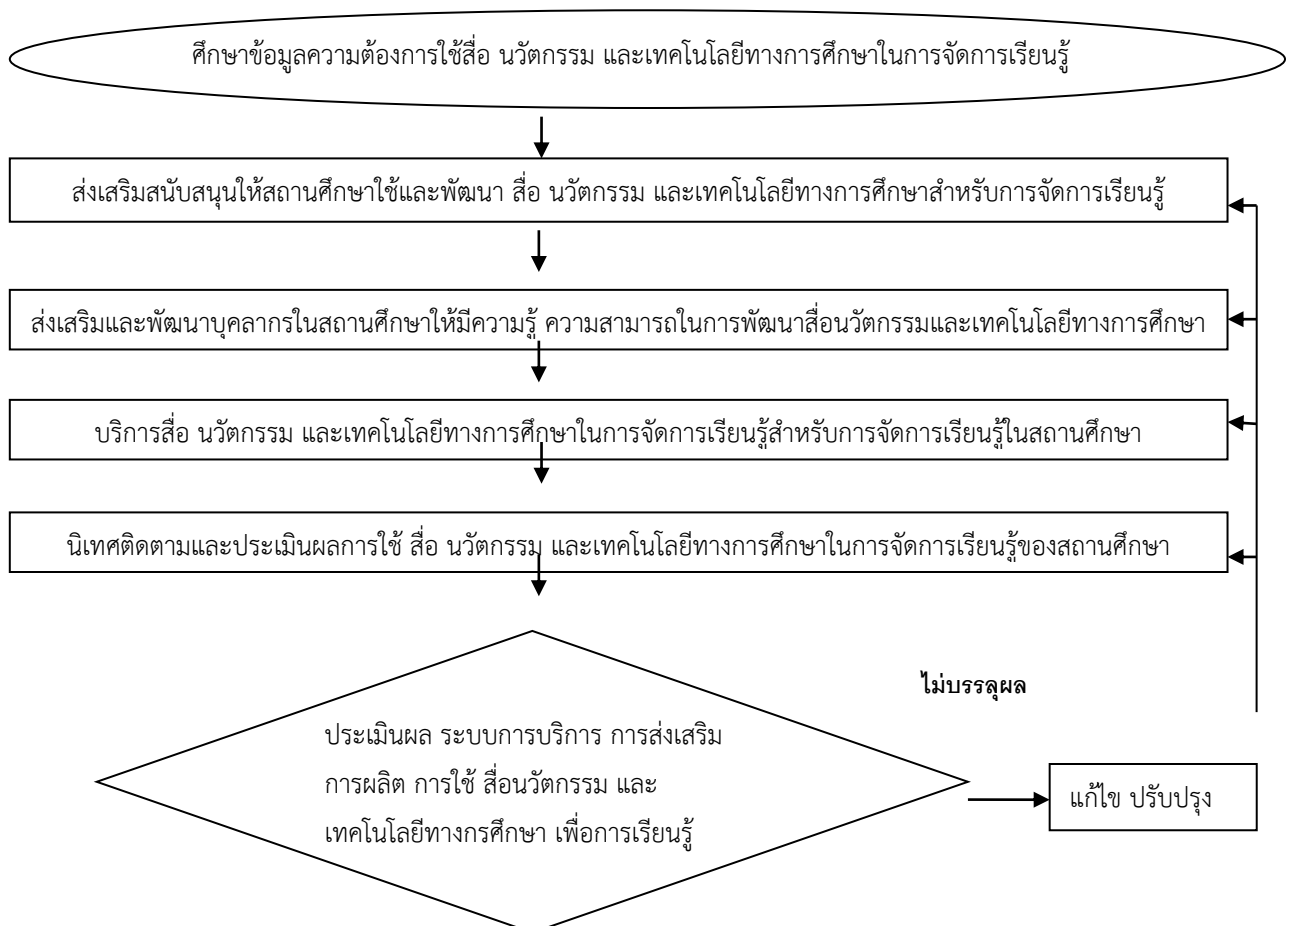 ศึกษาข้อมูลความต้องการใช้สื่อ นวัตกรรม และเทคโนโลยีทางการศึกษาในการจัดการเรียนรู้
ส่งเสริมสนับสนุนให้สถานศึกษาใช้และพัฒนา สื่อ นวัตกรรม และเทคโนโลยีทางการศึกษาสำหรับการจัดการเรียนรู้
ส่งเสริมและพัฒนาบุคลากรในสถานศึกษาให้มีความรู้ ความสามารถในการพัฒนาสื่อนวัตกรรมและเทคโนโลยีทางการศึกษา
บริการสื่อ นวัตกรรม และเทคโนโลยีทางการศึกษาในการจัดการเรียนรู้สำหรับการจัดการเรียนรู้ในสถานศึกษา
นิเทศติดตามและประเมินผลการใช้ สื่อ นวัตกรรม และเทคโนโลยีทางการศึกษาในการจัดการเรียนรู้ของสถานศึกษา
ไม่บรรลุผล
ประเมินผล ระบบการบริการ การส่งเสริม
การผลิต การใช้ สื่อนวัตกรรม และ
เทคโนโลยีทางกรศึกษา เพื่อการเรียนรู้
แก้ไข ปรับปรุง